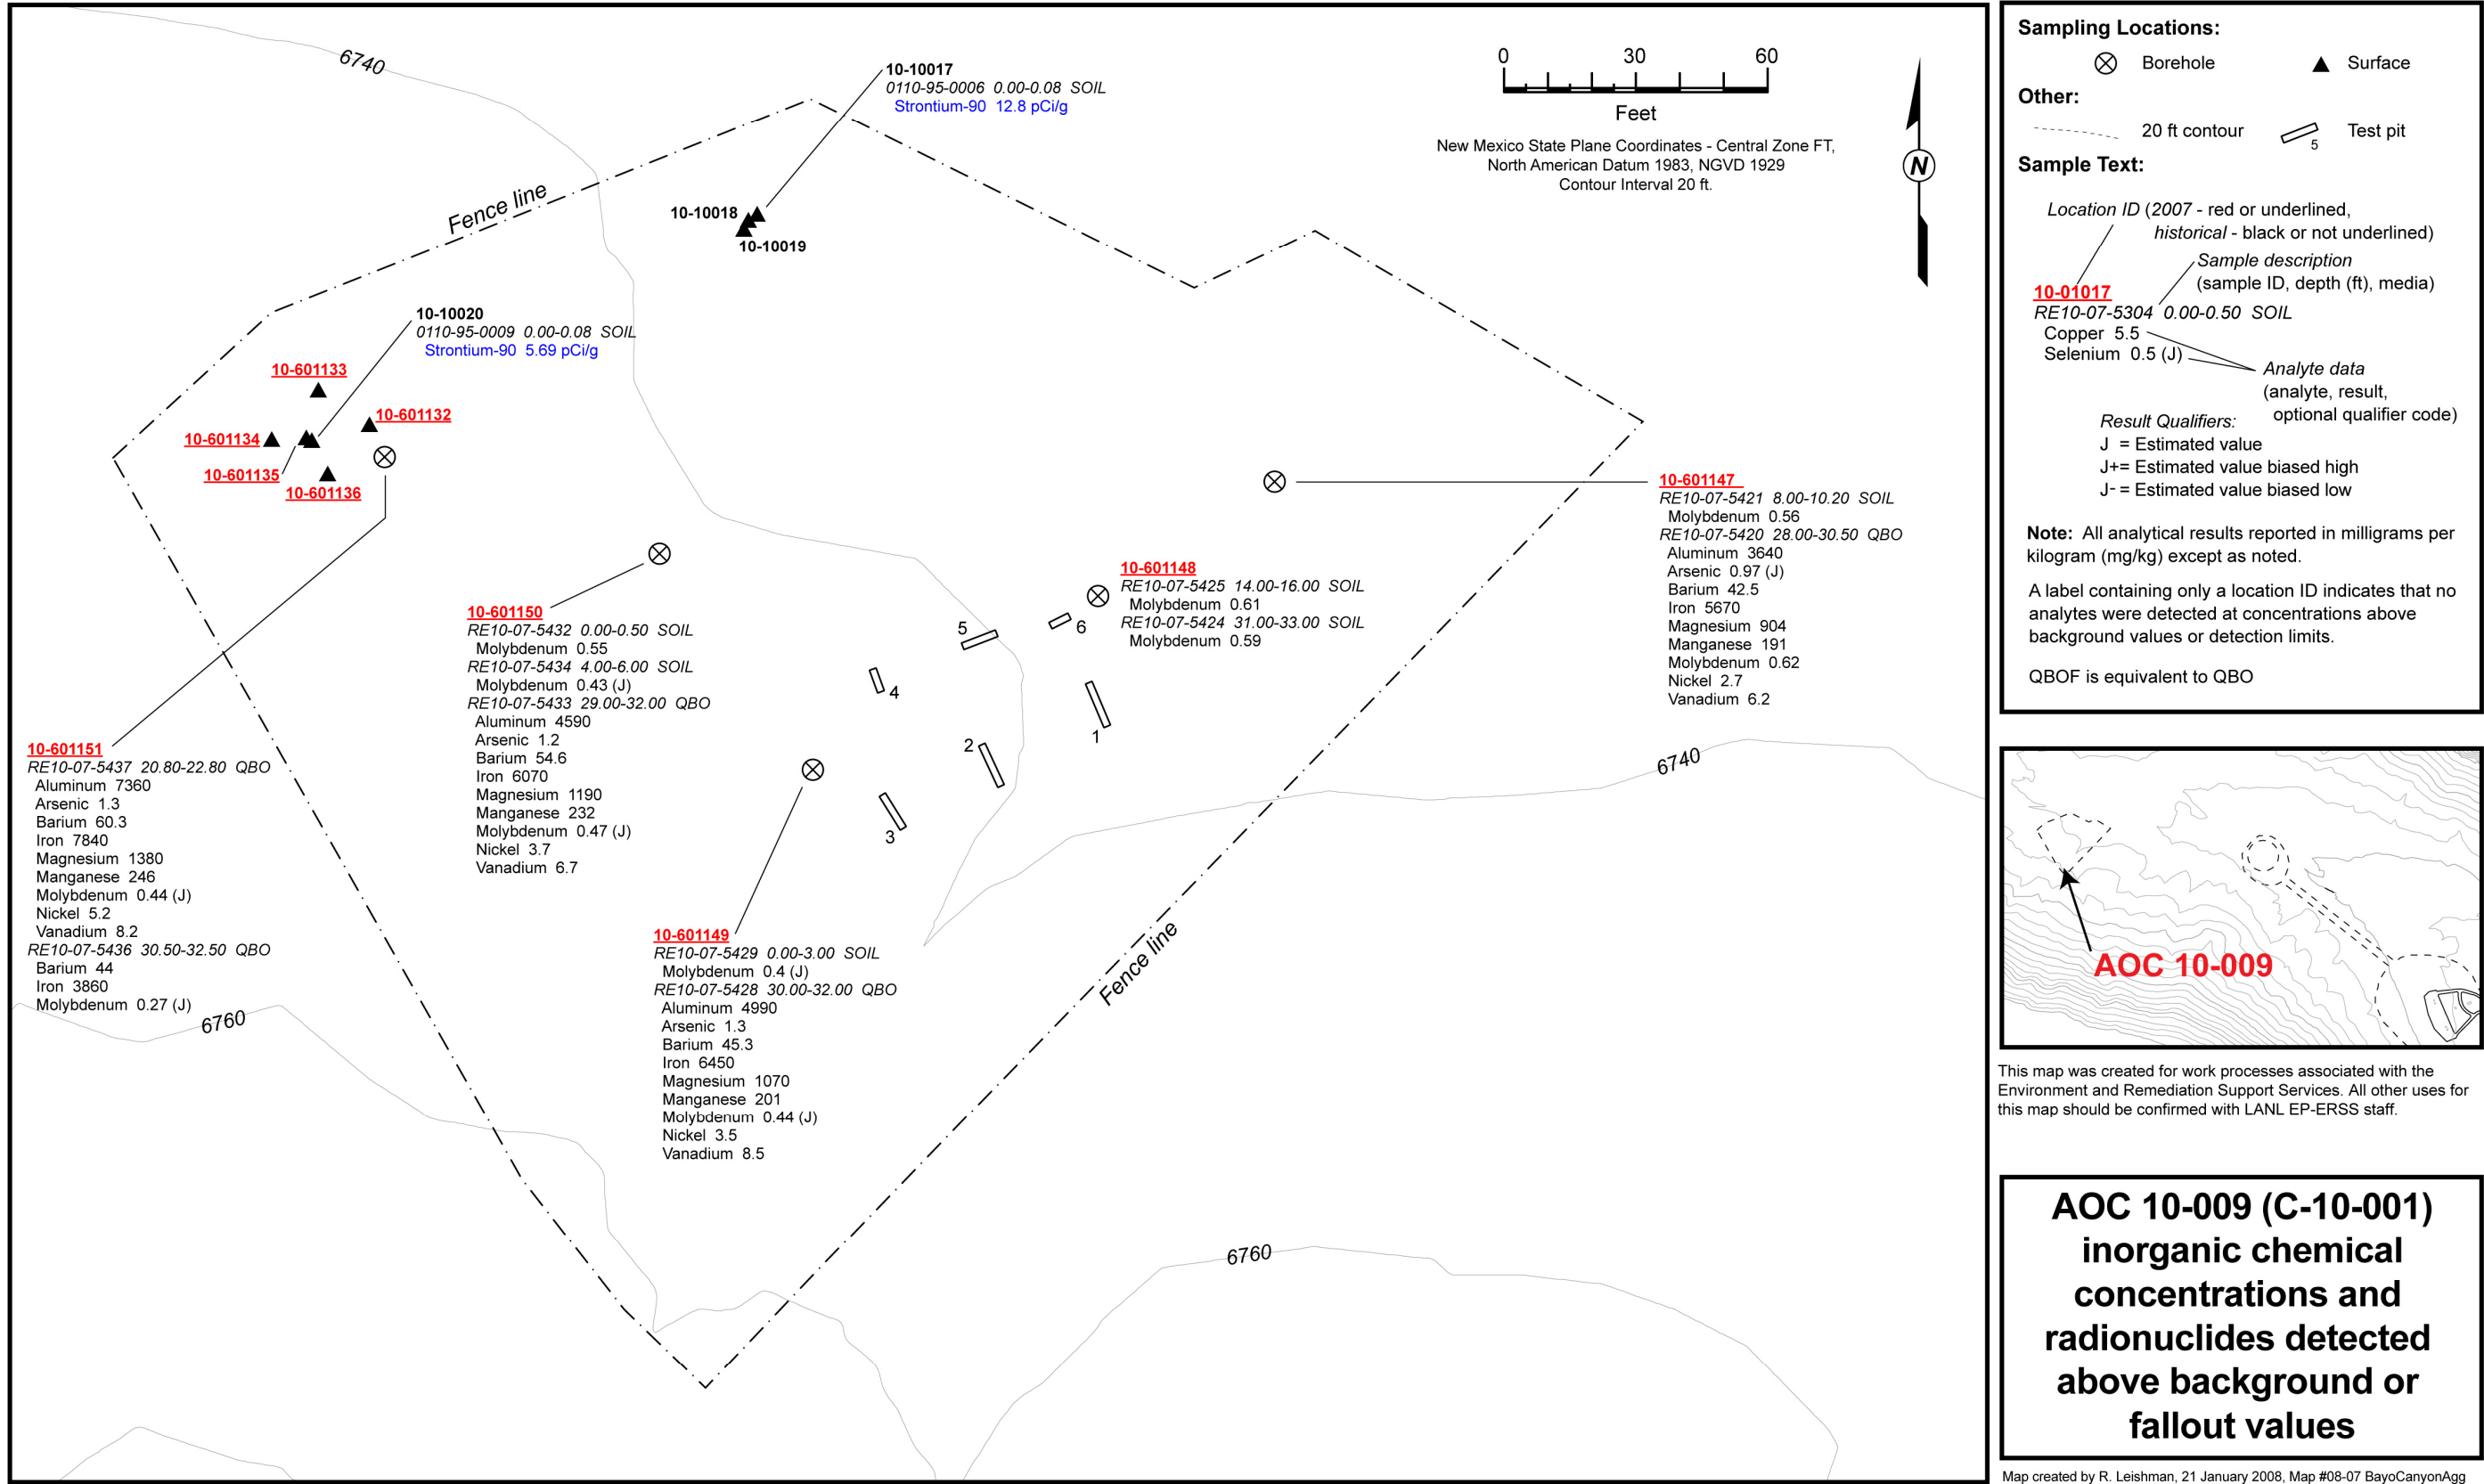 6740
10-10017
0110-95-0006 0.00-0.08 SOIL
Strontium-90 12.8 pCi/g
0 30 60
Feet
New Mexico State Plane Coordinates - Central Zone FT,
North American Datum 1983, NGVD 1929
Contour Interval 20 ft.
N
Fence line
10-10018
10-10019
10-10020
0110-95-0009 0.00-0.08 SOIL
Strontium-90 5.69 pCi/g
10-601133
10-601132
10-601134
10-601135
10-601136
10-601147
RE10-07-5421 8.00-10.20 SOIL
Molybdenum 0.56
RE10-07-5420 28.00-30.50 QBO
Aluminum 3640
Arsenic 0.97 (J)
Barium 42.5
Iron 5670
Magnesium 904
Manganese 191
Molybdenum 0.62
Nickel 2.7
Vanadium 6.2
10-601148
RE10-07-5425 14.00-16.00 SOIL
Molybdenum 0.61
RE10-07-5424 31.00-33.00 SOIL
Molybdenum 0.59
10-601150
RE10-07-5432 0.00-0.50 SOIL
Molybdenum 0.55
RE10-07-5434 4.00-6.00 SOIL
Molybdenum 0.43 (J)
RE10-07-5433 29.00-32.00 QBO
Aluminum 4590
Arsenic 1.2
Barium 54.6
Iron 6070
Magnesium 1190
Manganese 232
Molybdenum 0.47 (J)
Nickel 3.7
Vanadium 6.7
5
6
4
1
2
3
10-601151
RE10-07-5437 20.80-22.80 QBO
Aluminum 7360
Arsenic 1.3
Barium 60.3
Iron 7840
Magnesium 1380
Manganese 246
Molybdenum 0.44 (J)
Nickel 5.2
Vanadium 8.2
RE10-07-5436 30.50-32.50 QBO
Barium 44
Iron 3860
Molybdenum 0.27 (J)
6760
6740
10-601149
RE10-07-5429 0.00-3.00 SOIL
Molybdenum 0.4 (J)
RE10-07-5428 30.00-32.00 QBO
Aluminum 4990
Arsenic 1.3
Barium 45.3
Iron 6450
Magnesium 1070
Manganese 201
Molybdenum 0.44 (J)
Nickel 3.5
Vanadium 8.5
Fence line
6760
Sampling Locations:
Borehole Surface
Other:
20 ft contour 5 Test pit
Sample Text:
Location ID (2007 - red or underlined,
historical - black or not underlined)
Sample description
(sample ID, depth (ft), media)
10-01017
RE10-07-5304 0.00-0.50 SOIL
Copper 5.5
Selenium 0.5 (J)
Analyte data
(analyte, result,
optional qualifier code)
Result Qualifiers:
J = Estimated value
J+= Estimated value biased high
J- = Estimated value biased low
Note: All analytical results reported in milligrams per
kilogram (mg/kg) except as noted.
A label containing only a location ID indicates that no
analytes were detected at concentrations above
background values or detection limits.
QBOF is equivalent to QBO
AOC 10-009
This map was created for work processes associated with the
Environment and Remediation Support Services. All other uses for
this map should be confirmed with LANL EP-ERSS staff.
AOC 10-009 (C-10-001)
inorganic chemical
concentrations and
radionuclides detected
above background or
fallout values
Map created by R. Leishman, 21 January 2008, Map #08-07 BayoCanyonAgg